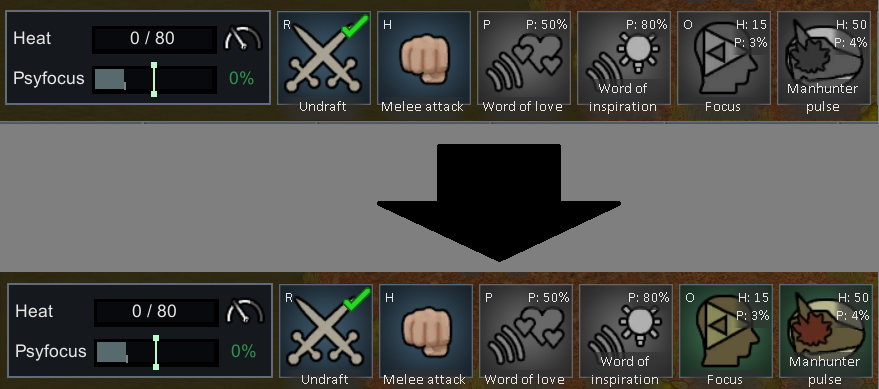 Heat 0 / 80
Psyfocus 0%
R
Undraft
H
Melee attack
P P: 50%
Word of love
P: 80%
Word of
inspiration
O H: 15
P: 3%
Focus
H: 50
P: 4%
Manhunter
pulse
Heat 0 / 80
Psyfocus 0%
R
Undraft
H
Melee attack
P P: 50%
Word of love
P: 80%
Word of
inspiration
O H: 15
P: 3%
Focus
H: 50
P: 4%
Manhunter
pulse